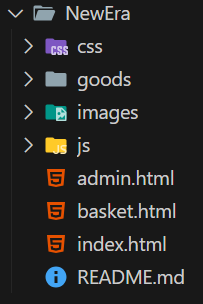 NewEra
css
goods
images
js
admin.html
basket.html
index.html
README.md